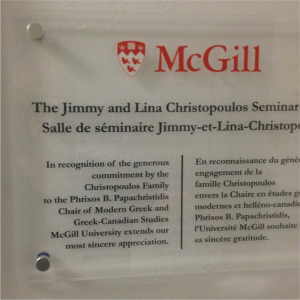 McGill
The Jimmy and Lina Christopoulos Seminar
Salle de séminaire Jimmy-et-Lina-Christopo
In recognition of the generous
commitment by the
Christopoulos Family
to the Phrixos B. Papachristidis
Chair of Modern Greek and
Greek-Canadian Studies
McGill University extends our
most sincere appreciation.
En reconnaissance du géné
engagement de la
famille Christopoulos
envers la Chaire en études g
modernes et helléno-canadie
Phrixos B. Papachristidis,
l'Université McGill souhaite
sa sincère gratitude.